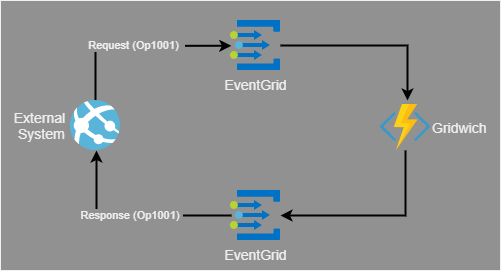 Request (Op1001)
EventGrid
External
System
Gridwich
Response (Op1001)
EventGrid